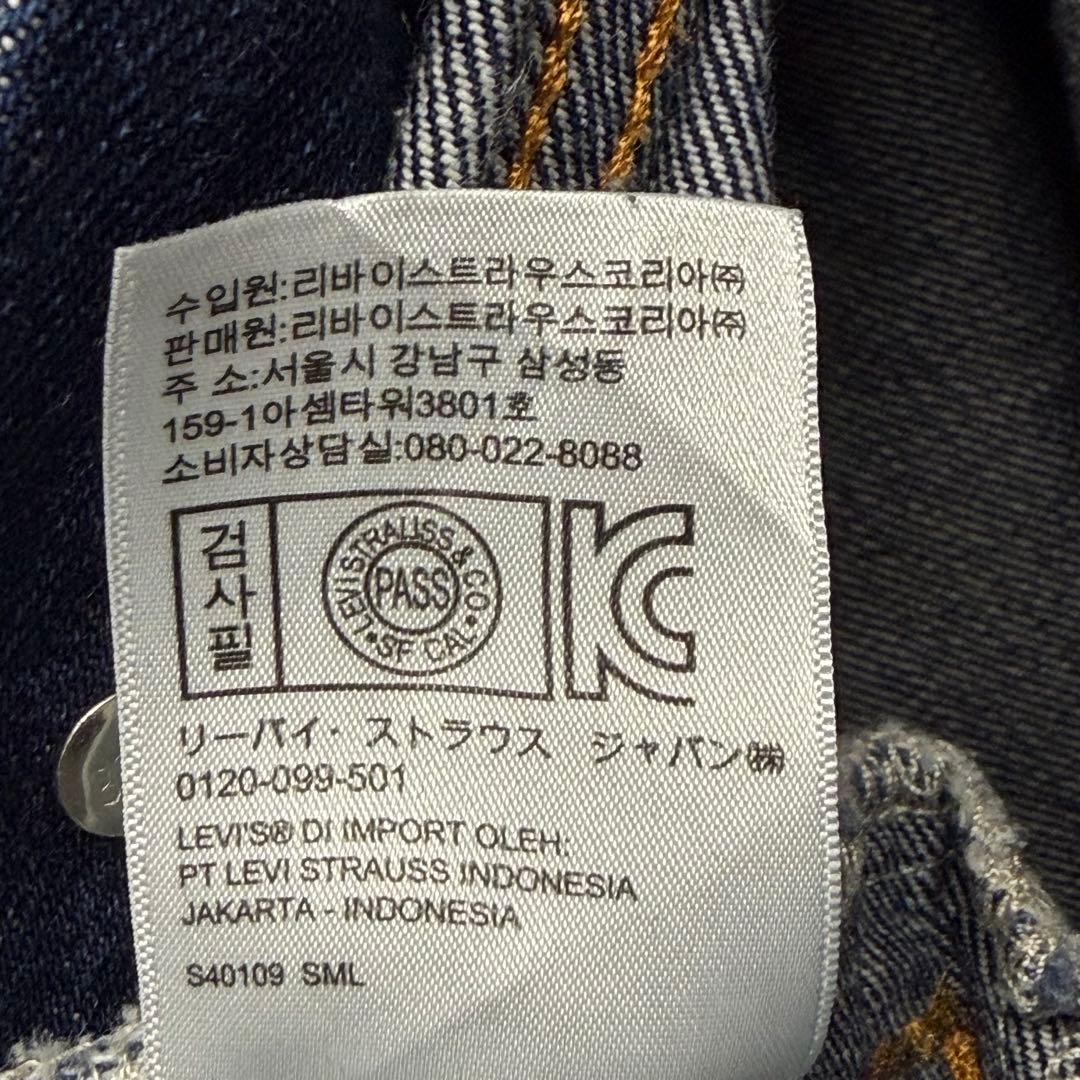 수입원:리바이스트라우스코리아㈜
판매원:리바이스트라우스코리아㈜
주 소:서울시 강남구 삼성동
159-1아셈타워3801호
소비자상담실:080-022-8088
검사필
LEVI STRAUSS & CO
PASS
• SF CAL •
KC
リーバイ・ストラウス ジャパン㈱
0120-099-501
LEVI'S® DI IMPORT OLEH:
PT LEVI STRAUSS INDONESIA
JAKARTA - INDONESIA
S40109 SML